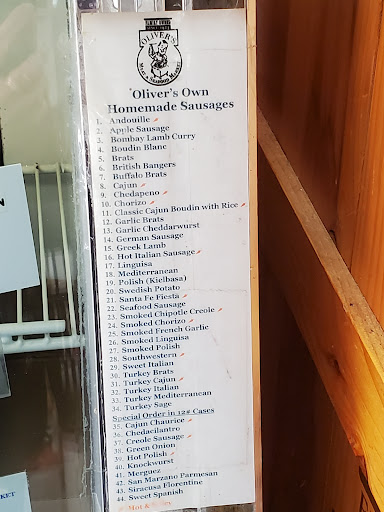 FAMILY OWNED
OLIVER'S
MEAT & SEAFOOD MARKET
'Oliver's Own
Homemade Sausages
1. Andouille
2. Apple Sausage
3. Bombay Lamb Curry
4. Boudin Blanc
5. Brats
6. British Bangers
7. Buffalo Brats
8. Cajun
9. Chedapeno
10. Chorizo
11. Classic Cajun Boudin with Rice
12. Garlic Brats
13. Garlic Cheddarwurst
14. German Sausage
15. Greek Lamb
16. Hot Italian Sausage
17. Linguisa
18. Mediterranean
19. Polish (Kielbasa)
20. Swedish Potato
21. Santa Fe Fiesta
22. Seafood Sausage
23. Smoked Chipotle Creole
24. Smoked Chorizo
25. Smoked French Garlic
26. Smoked Linguisa
27. Smoked Polish
28. Southwestern
29. Sweet Italian
30. Turkey Brats
31. Turkey Cajun
32. Turkey Italian
33. Turkey Mediterranean
34. Turkey Sage
Special Order in 12# Cases
35. Cajun Chaurice
36. Chedacilantro
37. Creole Sausage
38. Green Onion
39. Hot Polish
40. Knockwurst
41. Merguez
42. San Marzano Parmesan
43. Siracusa Florentine
44. Sweet Spanish
Hot &
N
KET